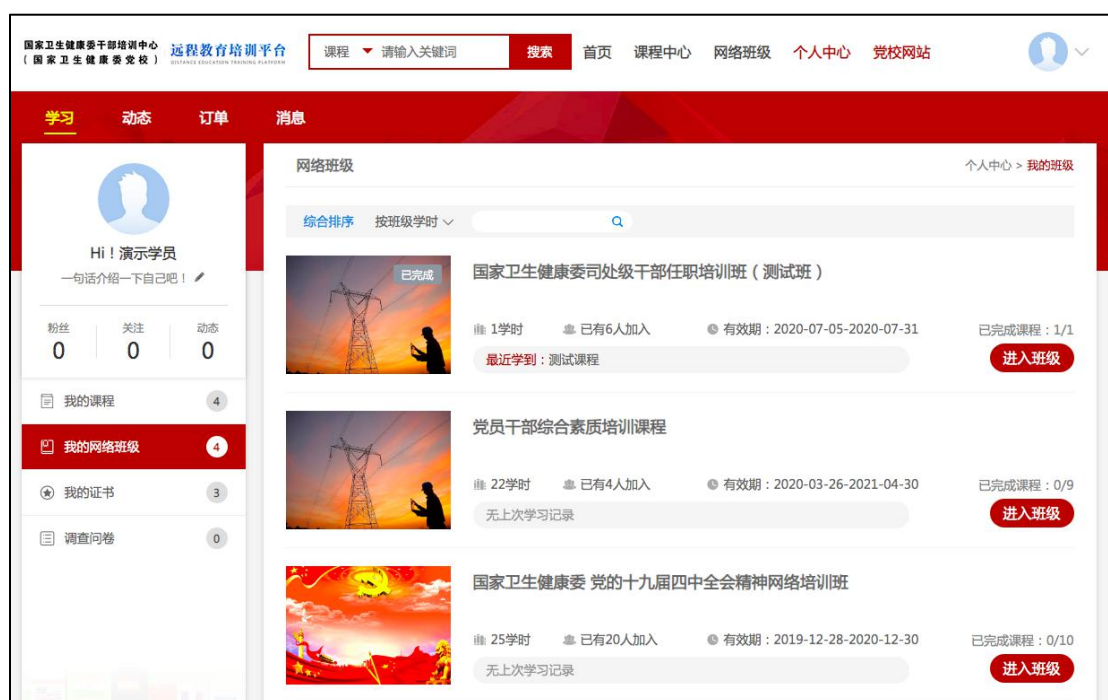 国家卫生健康委干部培训中心
（国家卫生健康委党校）
远程教育培训平台
DISTANCE EDUCATION TRAINING PLATFORM
课程 请输入关键词 搜索 首页 课程中心 网络班级 个人中心 党校网站
学习 动态 订单 消息
Hi！演示学员
一句话介绍一下自己吧！
粉丝 关注 动态
0 0 0
我的课程 4
我的网络班级 4
我的证书 3
调查问卷 0
网络班级 个人中心 > 我的班级
综合排序 按班级学时
已完成
国家卫生健康委司处级干部任职培训班（测试班）
1学时 已有6人加入 有效期：2020-07-05-2020-07-31 已完成课程：1/1
最近学到：测试课程 进入班级
党员干部综合素质培训课程
22学时 已有4人加入 有效期：2020-03-26-2021-04-30 已完成课程：0/9
无上次学习记录 进入班级
国家卫生健康委 党的十九届四中全会精神网络培训班
25学时 已有20人加入 有效期：2019-12-28-2020-12-30 已完成课程：0/10
无上次学习记录 进入班级